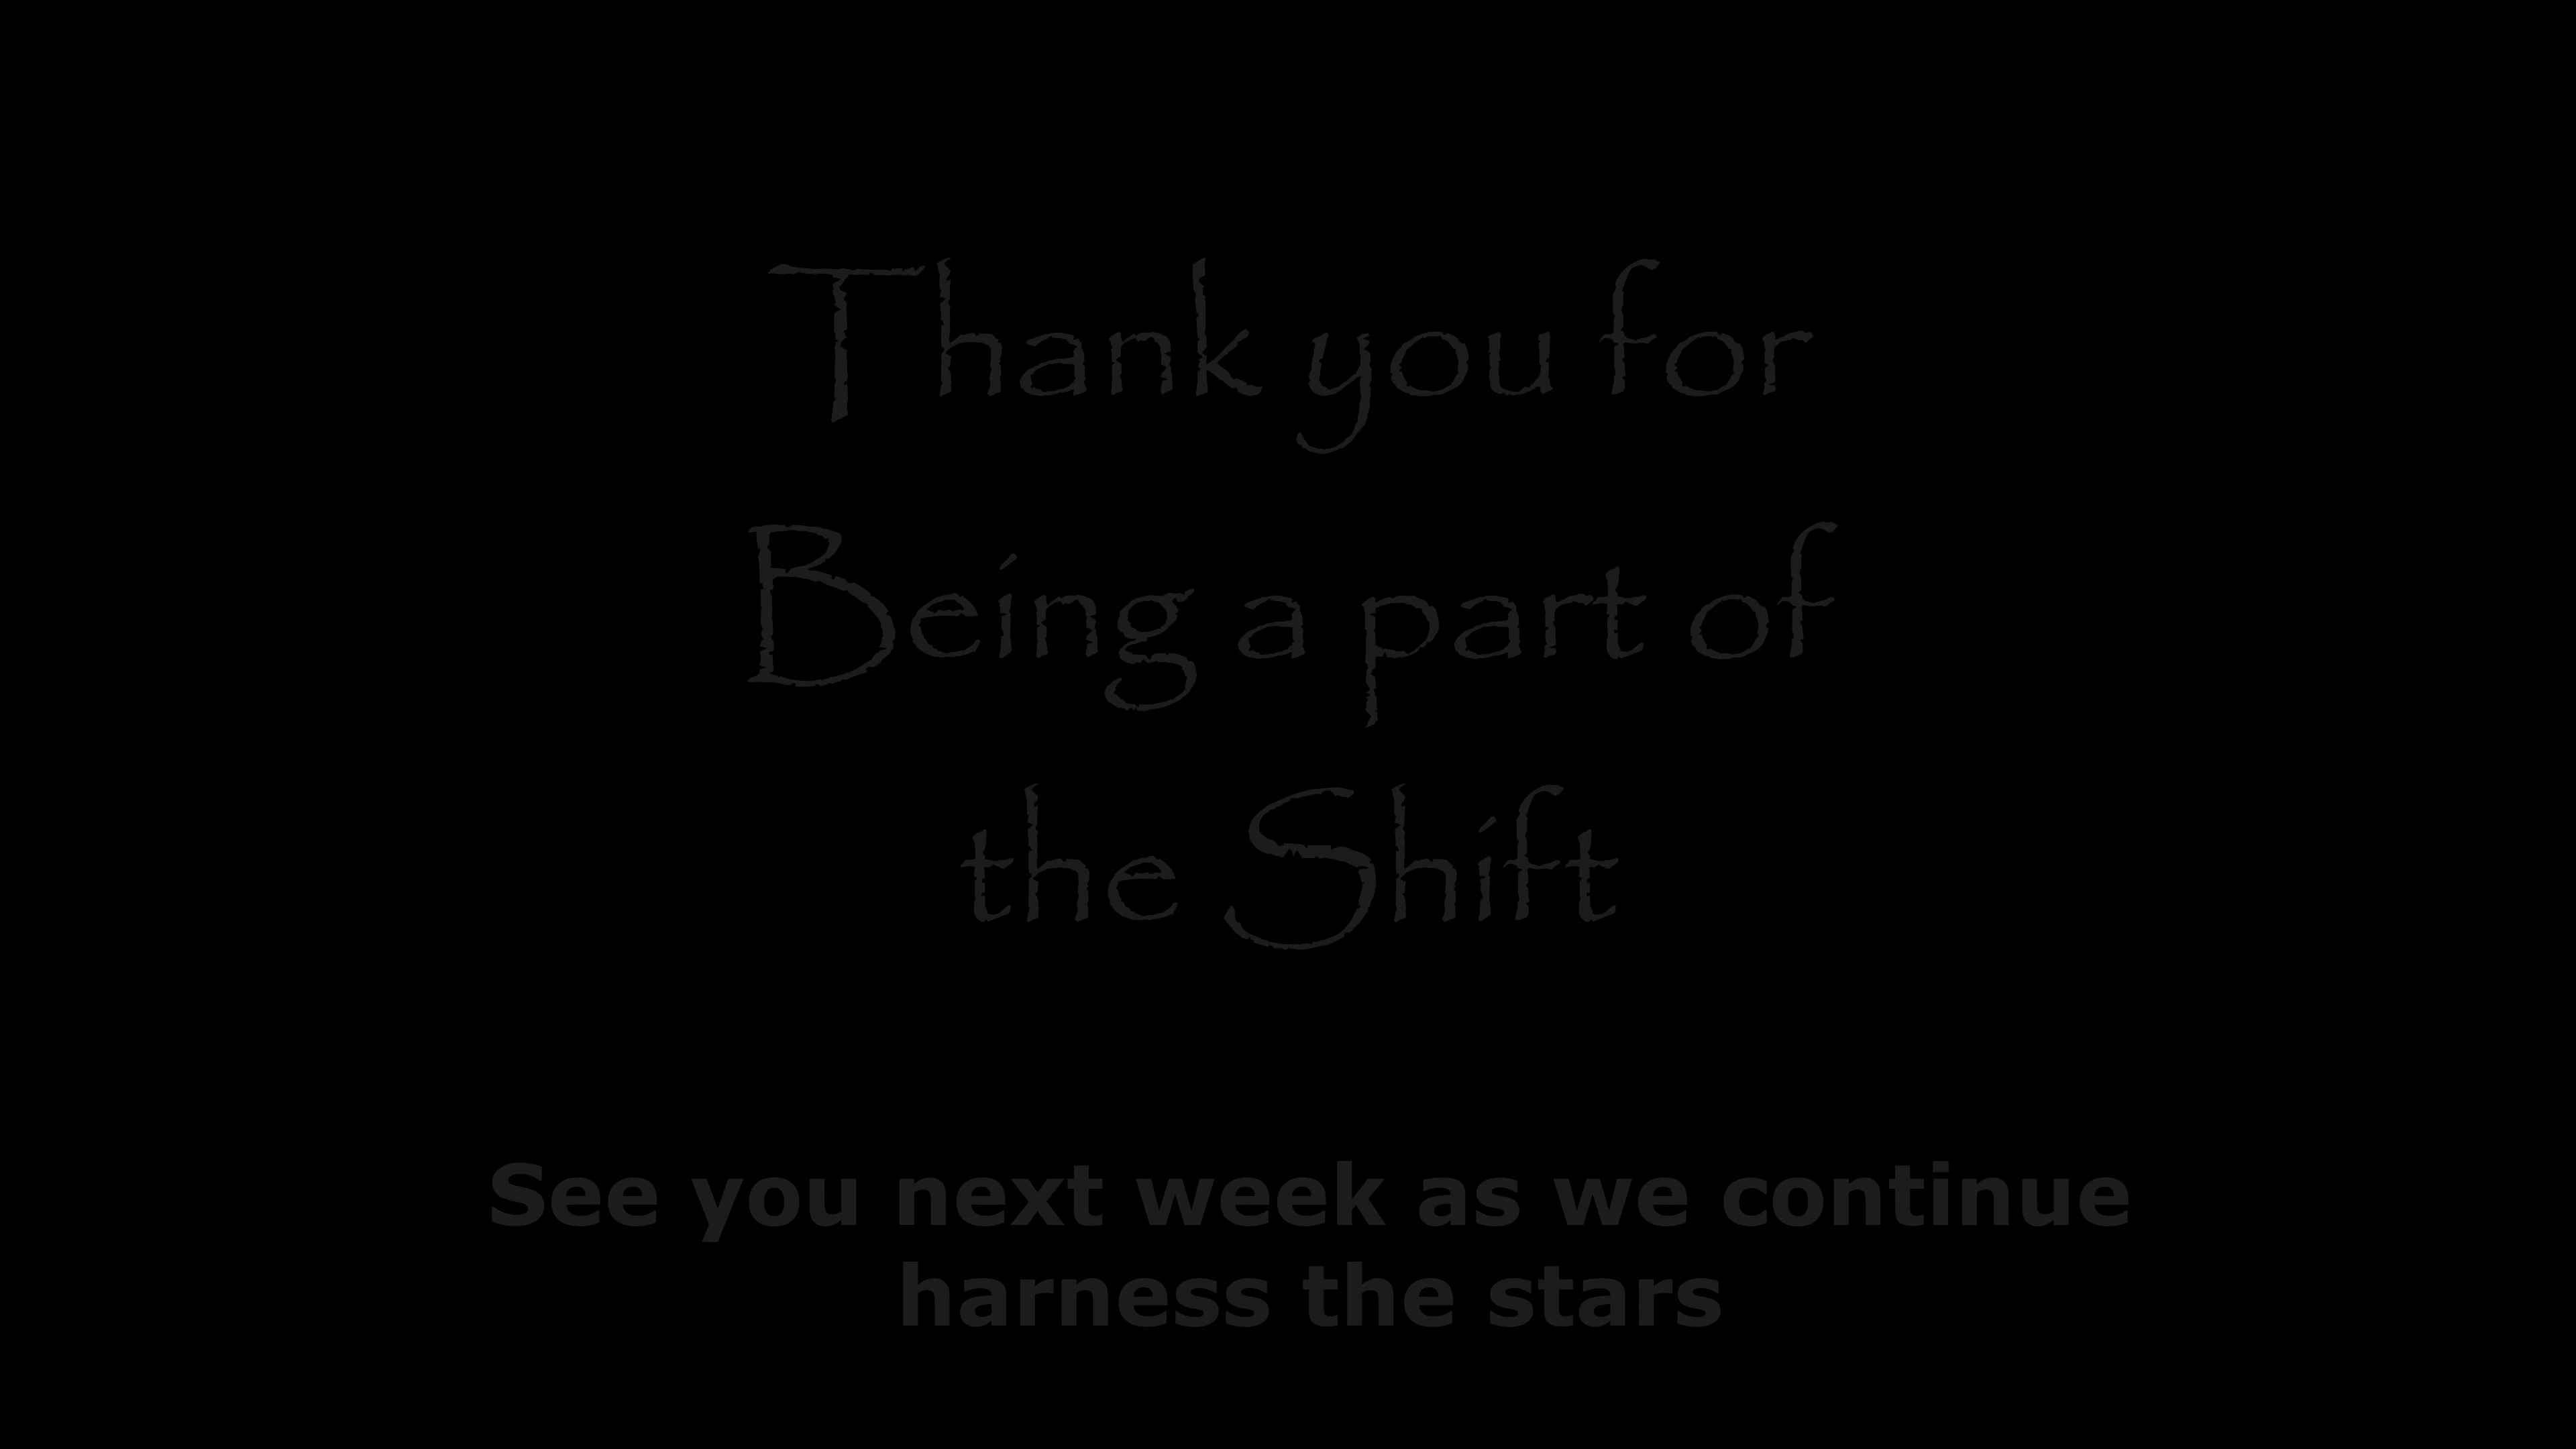 Thank you for
Being a part of
the Shift
See you next week as we continue
harness the stars